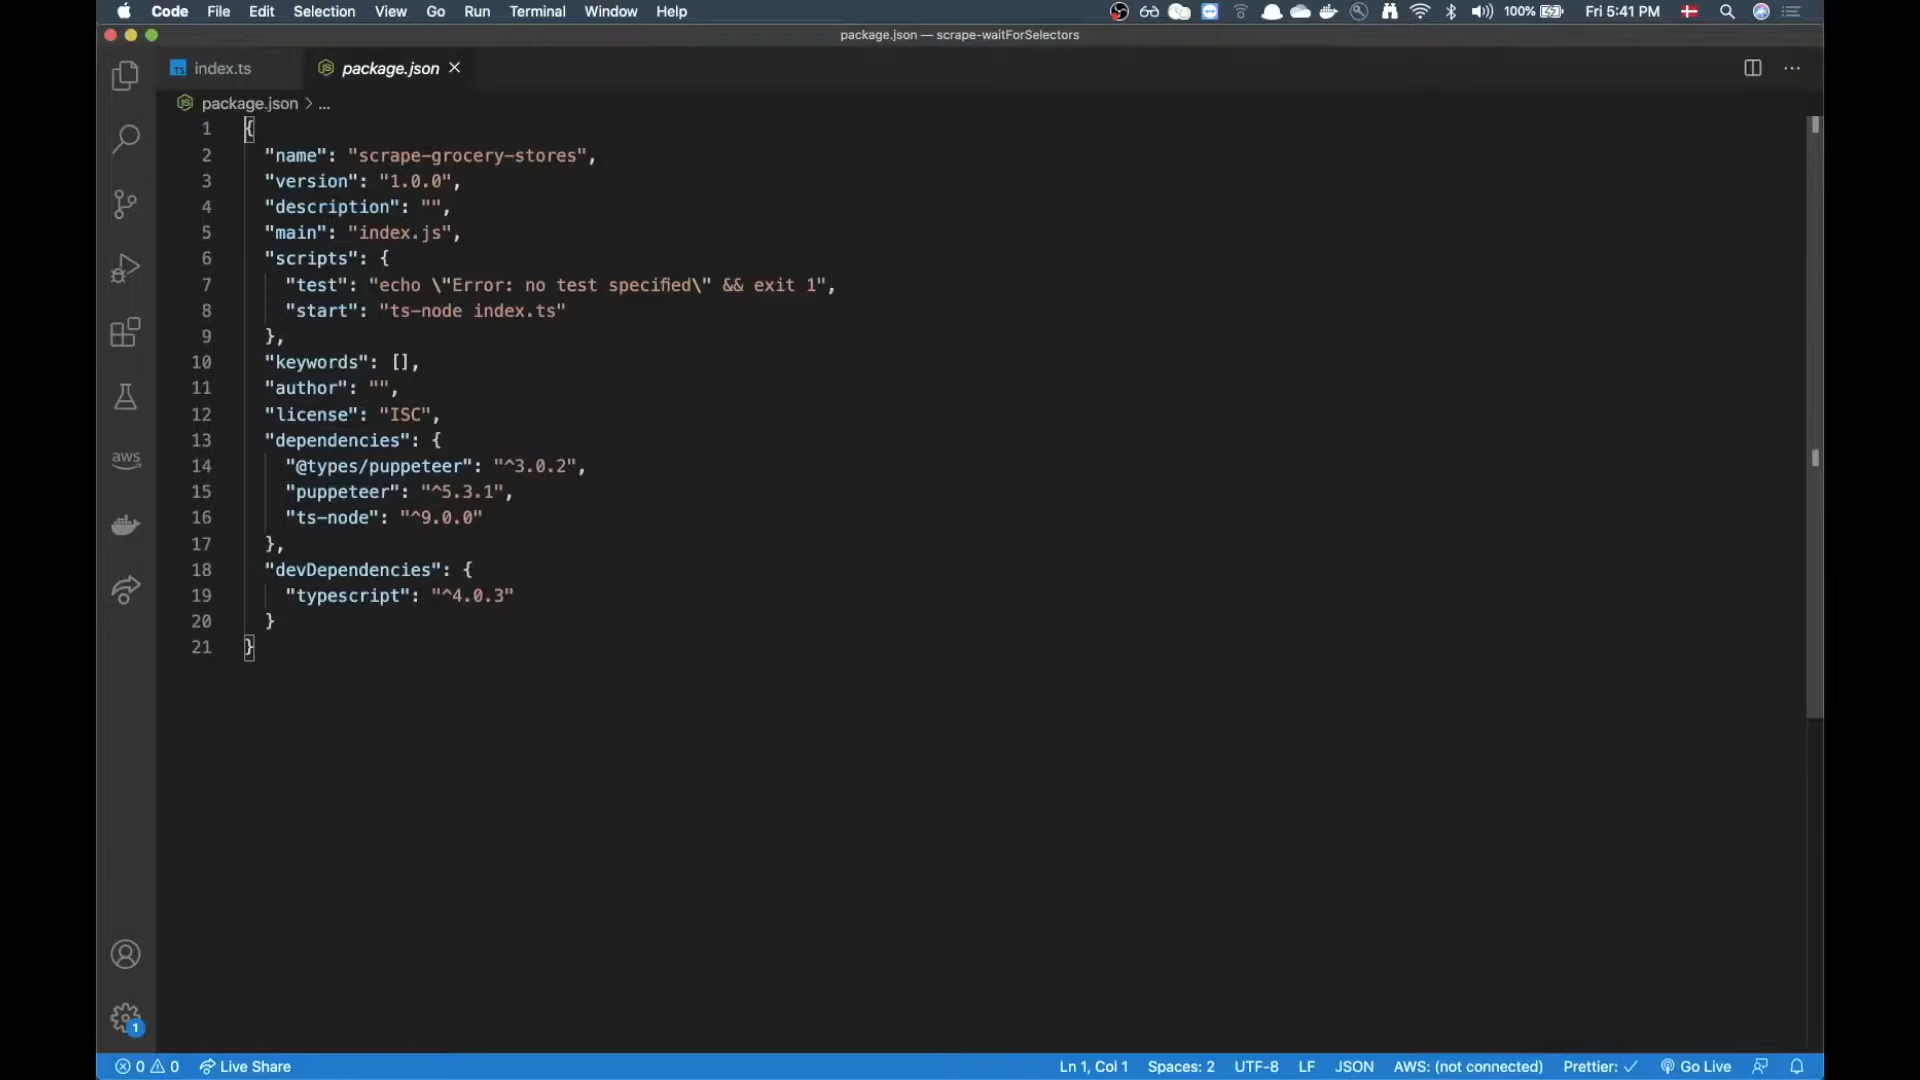 Code File Edit Selection View Go Run Terminal Window Help 100% Fri 5:41 PM
package.json — scrape-waitForSelectors
TS index.ts package.json
package.json > ...
1 {
2 "name": "scrape-grocery-stores",
3 "version": "1.0.0",
4 "description": "",
5 "main": "index.js",
6 "scripts": {
7 "test": "echo \"Error: no test specified\" && exit 1",
8 "start": "ts-node index.ts"
9 },
10 "keywords": [],
11 "author": "",
12 "license": "ISC",
13 "dependencies": {
14 "@types/puppeteer": "^3.0.2",
15 "puppeteer": "^5.3.1",
16 "ts-node": "^9.0.0"
17 },
18 "devDependencies": {
19 "typescript": "^4.0.3"
20 }
21 }
aws
1
0 0 Live Share Ln 1, Col 1 Spaces: 2 UTF-8 LF JSON AWS: (not connected) Prettier: ✓ Go Live